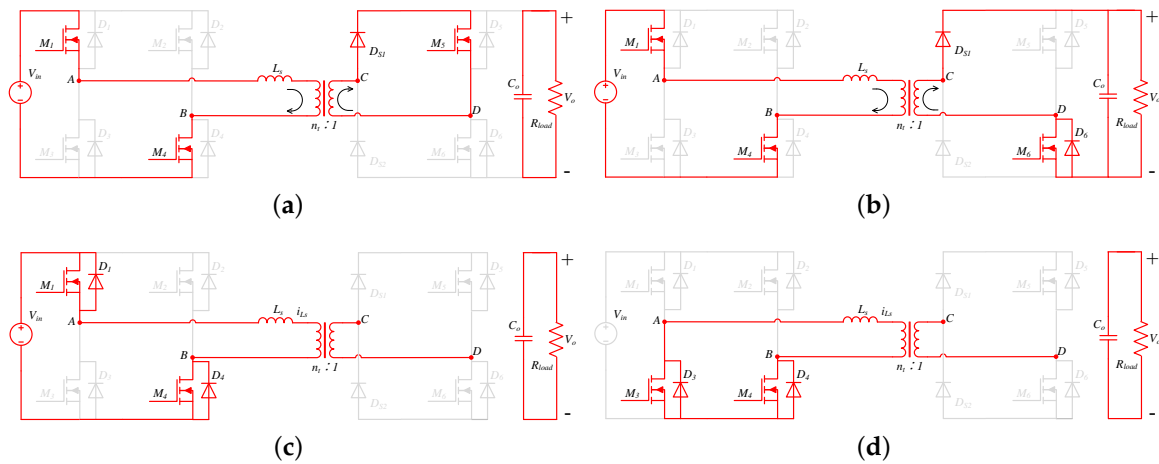 D1 D2 D5 +
M1 M2 DS1 M5
Vin A Ls C Co Vo
B D
nt : 1 Rload
D3 D4 D6
M3 M4 DS2 M6 -
(a)
D1 D2 D5 +
M1 M2 DS1 M5
Vin A Ls C Co Vo
B D
nt : 1 Rload
D3 D4 D6
M3 M4 DS2 M6 -
(b)
D1 D2 D5 +
M1 M2 DS1 M5
Vin A Ls iLs C Co Vo
B D
nt : 1 Rload
D3 D4 D6
M3 M4 DS2 M6 -
(c)
D1 D2 D5 +
M1 M2 DS1 M5
Vin A Ls iLs C Co Vo
B D
nt : 1 Rload
D3 D4 D6
M3 M4 DS2 M6 -
(d)